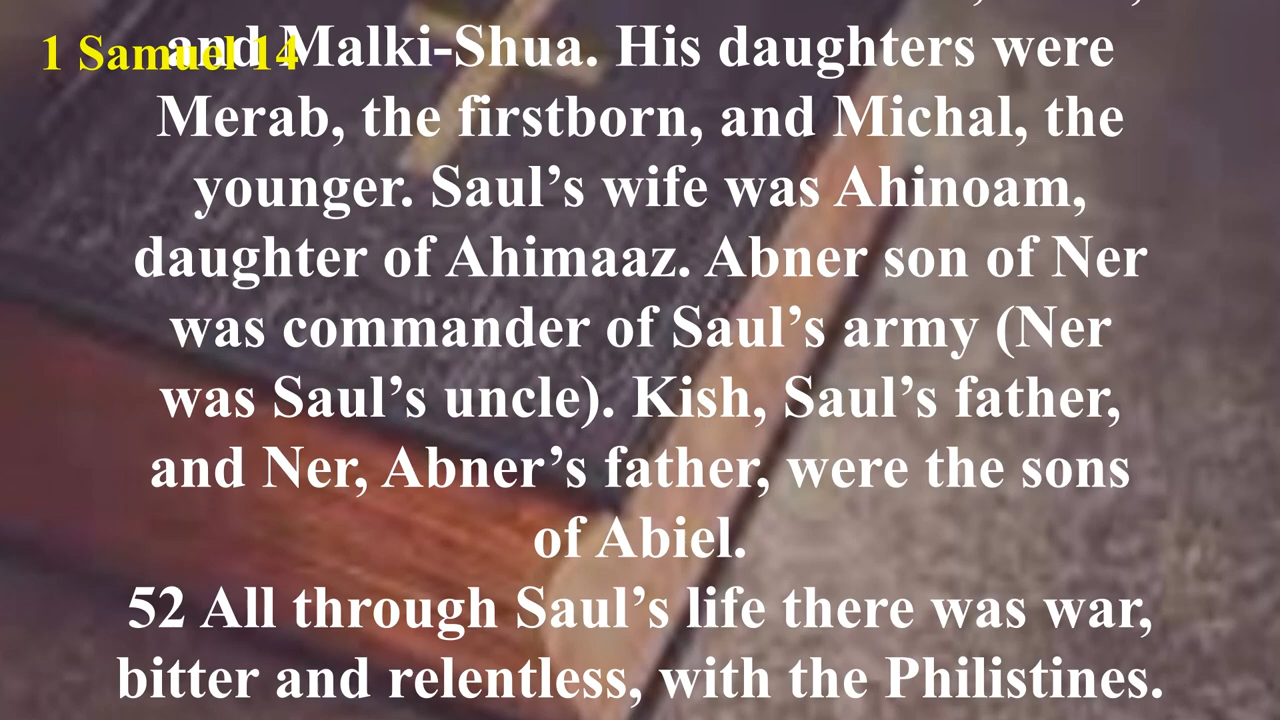 1 Samuel 14
and Malki-Shua. His daughters were
Merab, the firstborn, and Michal, the
younger. Saul’s wife was Ahinoam,
daughter of Ahimaaz. Abner son of Ner
was commander of Saul’s army (Ner
was Saul’s uncle). Kish, Saul’s father,
and Ner, Abner’s father, were the sons
of Abiel.
52 All through Saul’s life there was war,
bitter and relentless, with the Philistines.